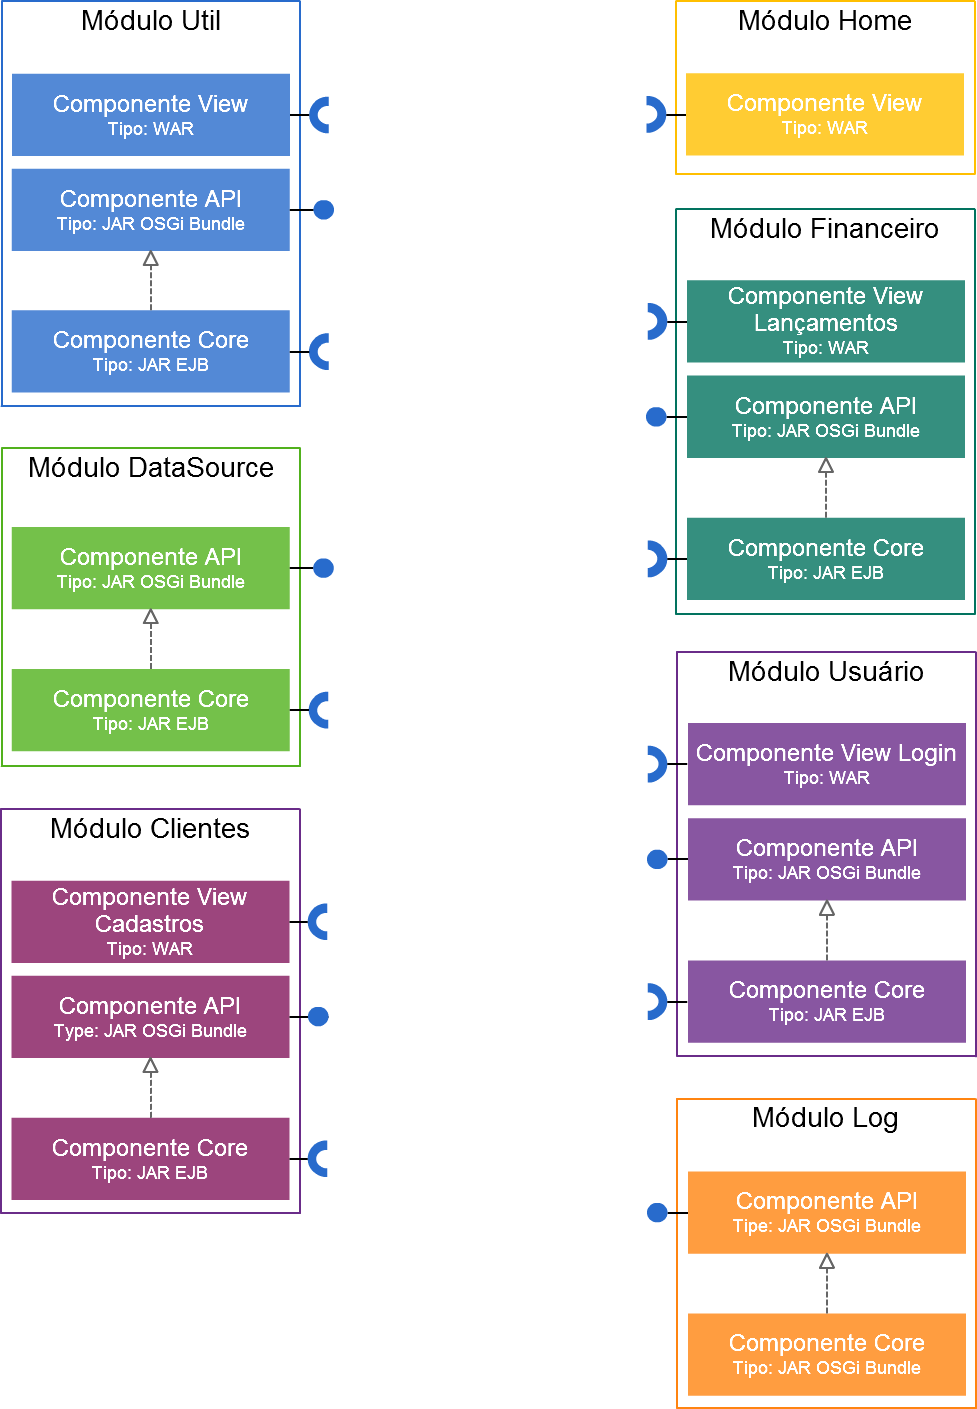 Módulo Util
Componente View
Tipo: WAR
Componente API
Tipo: JAR OSGi Bundle
Componente Core
Tipo: JAR EJB
Módulo DataSource
Componente API
Tipo: JAR OSGi Bundle
Componente Core
Tipo: JAR EJB
Módulo Clientes
Componente View
Cadastros
Tipo: WAR
Componente API
Type: JAR OSGi Bundle
Componente Core
Tipo: JAR EJB
Módulo Home
Componente View
Tipo: WAR
Módulo Financeiro
Componente View
Lançamentos
Tipo: WAR
Componente API
Tipo: JAR OSGi Bundle
Componente Core
Tipo: JAR EJB
Módulo Usuário
Componente View Login
Tipo: WAR
Componente API
Tipo: JAR OSGi Bundle
Componente Core
Tipo: JAR EJB
Módulo Log
Componente API
Tipe: JAR OSGi Bundle
Componente Core
Tipo: JAR OSGi Bundle